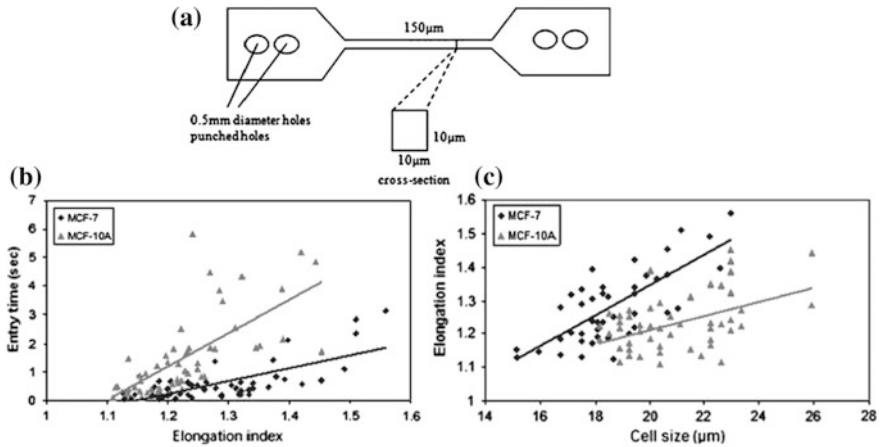 (a)
150µm
0.5mm diameter holes
punched holes
10µm
10µm
cross-section
(b)
7
6
5
4
3
2
1
0
Entry time (sec)
MCF-7
MCF-10A
1
1.1
1.2
1.3
1.4
1.5
1.6
Elongation index
(c)
1.6
1.5
1.4
1.3
1.2
1.1
1
Elongation index
MCF-7
MCF-10A
14
16
18
20
22
24
26
28
Cell size (µm)